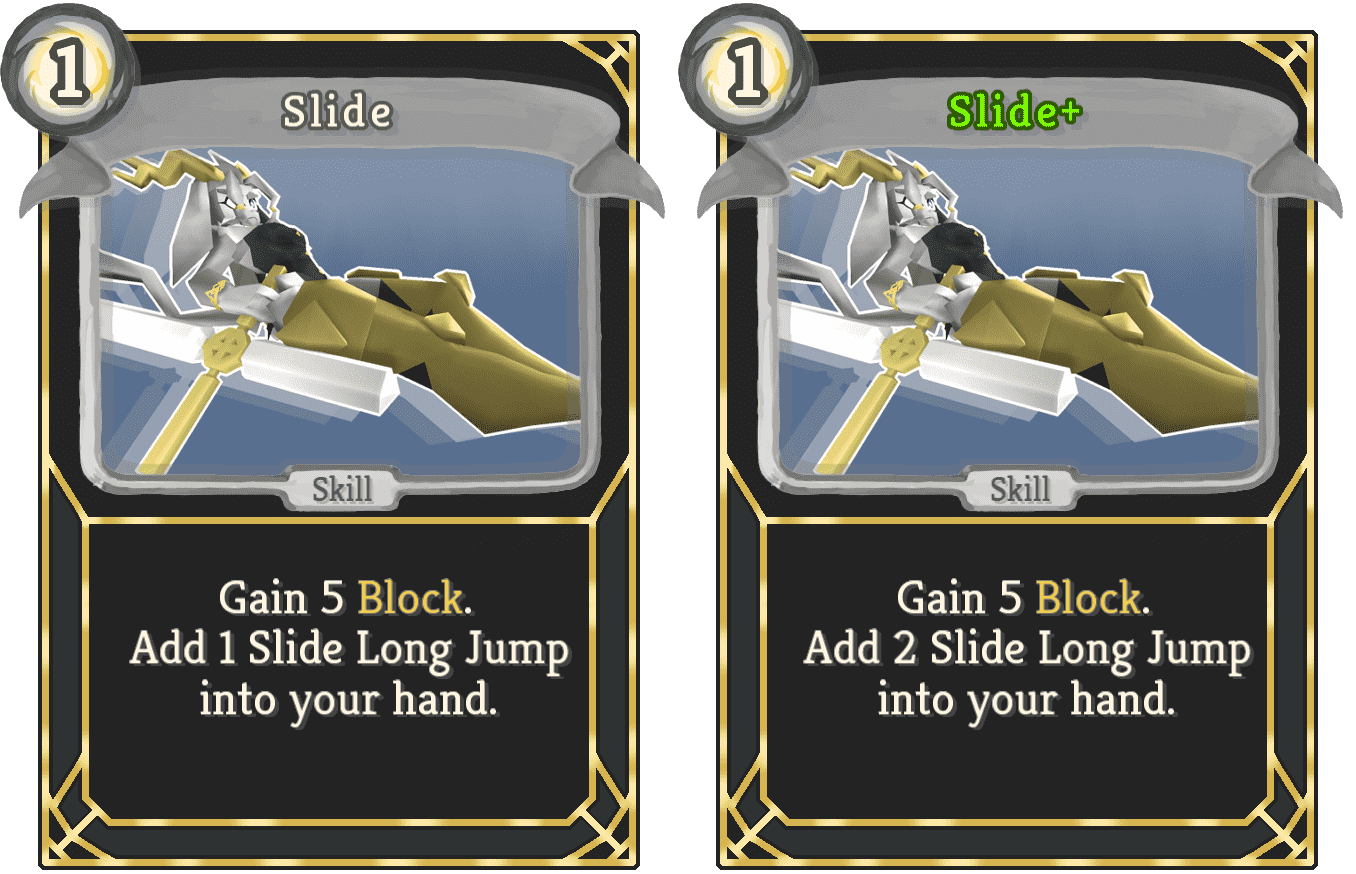 1
Slide
Skill
Gain 5 Block.
Add 1 Slide Long Jump
into your hand.
1
Slide+
Skill
Gain 5 Block.
Add 2 Slide Long Jump
into your hand.